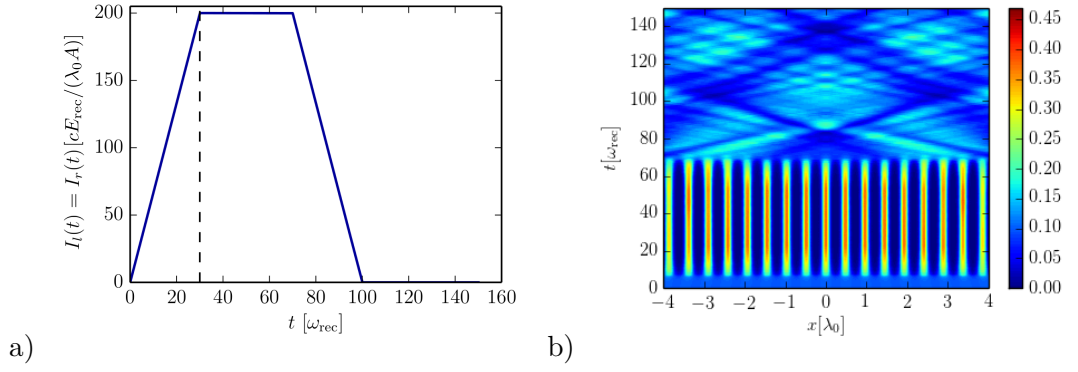 200
150
100
50
0
I_l(t) = I_r(t)[cE_rec/(λ_0 A)]
0 20 40 60 80 100 120 140 160
t [ω_rec]
a)
140
120
100
80
60
40
20
0
t[ω_rec]
−4 −3 −2 −1 0 1 2 3 4
x[λ_0]
0.45
0.40
0.35
0.30
0.25
0.20
0.15
0.10
0.05
0.00
b)